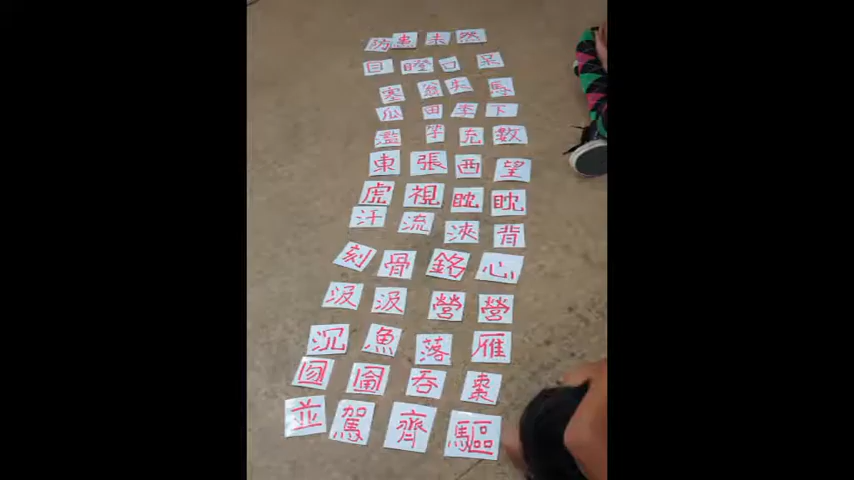 防患未然
目瞪口呆
塞翁失馬
瓜田李下
濫竽充數
東張西望
虎視眈眈
汗流浹背
刻骨銘心
汲汲營營
沉魚落雁
囫圇吞棗
並駕齊驅